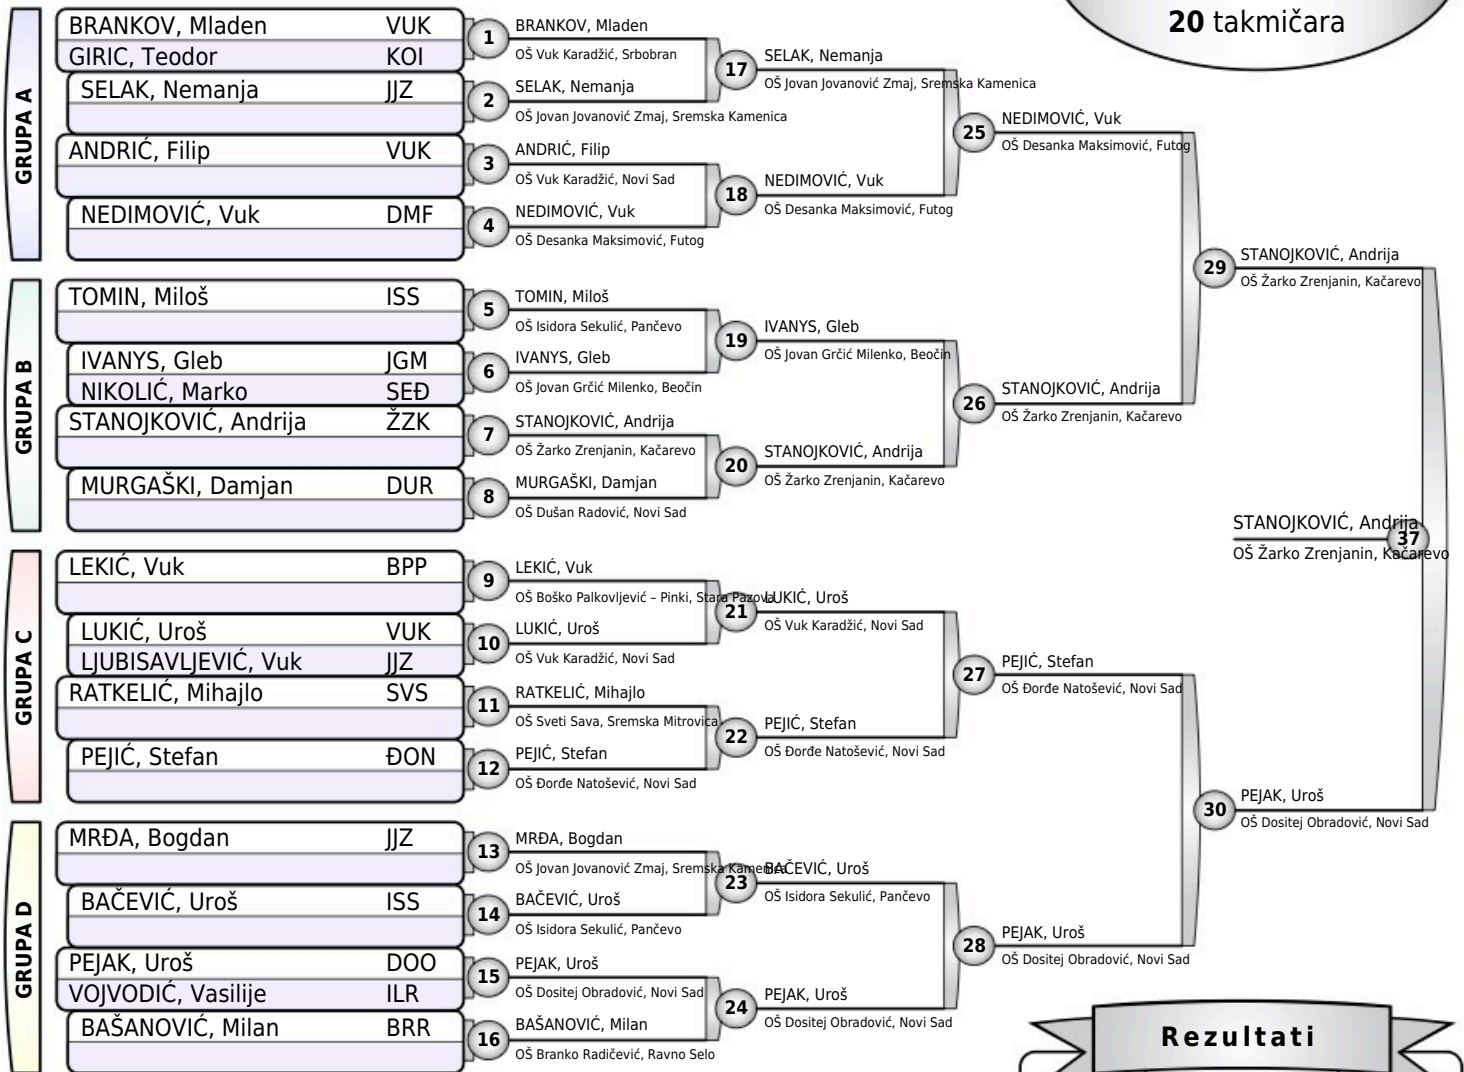 20 takmičara
GRUPA A
BRANKOV, Mladen VUK
GIRIC, Teodor KOI
SELAK, Nemanja JJZ
ANDRIĆ, Filip VUK
NEDIMOVIĆ, Vuk DMF
GRUPA B
TOMIN, Miloš ISS
IVANYS, Gleb JGM
NIKOLIĆ, Marko SEĐ
STANOJKOVIĆ, Andrija ŽZK
MURGAŠKI, Damjan DUR
GRUPA C
LEKIĆ, Vuk BPP
LUKIĆ, Uroš VUK
LJUBISAVLJEVIĆ, Vuk JJZ
RATKELIĆ, Mihajlo SVS
PEJIĆ, Stefan ĐON
GRUPA D
MRĐA, Bogdan JJZ
BAČEVIĆ, Uroš ISS
PEJAK, Uroš DOO
VOJVODIĆ, Vasilije ILR
BAŠANOVIĆ, Milan BRR
1
BRANKOV, Mladen
OŠ Vuk Karadžić, Srbobran
2
SELAK, Nemanja
OŠ Jovan Jovanović Zmaj, Sremska Kamenica
3
ANDRIĆ, Filip
OŠ Vuk Karadžić, Novi Sad
4
NEDIMOVIĆ, Vuk
OŠ Desanka Maksimović, Futog
5
TOMIN, Miloš
OŠ Isidora Sekulić, Pančevo
6
IVANYS, Gleb
OŠ Jovan Grčić Milenko, Beočin
7
STANOJKOVIĆ, Andrija
OŠ Žarko Zrenjanin, Kačarevo
8
MURGAŠKI, Damjan
OŠ Dušan Radović, Novi Sad
9
LEKIĆ, Vuk
OŠ Boško Palkovljević – Pinki, Stara Pazova
10
LUKIĆ, Uroš
OŠ Vuk Karadžić, Novi Sad
11
RATKELIĆ, Mihajlo
OŠ Sveti Sava, Sremska Mitrovica
12
PEJIĆ, Stefan
OŠ Đorđe Natošević, Novi Sad
13
MRĐA, Bogdan
OŠ Jovan Jovanović Zmaj, Sremska Kamenica
14
BAČEVIĆ, Uroš
OŠ Isidora Sekulić, Pančevo
15
PEJAK, Uroš
OŠ Dositej Obradović, Novi Sad
16
BAŠANOVIĆ, Milan
OŠ Branko Radičević, Ravno Selo
17
SELAK, Nemanja
OŠ Jovan Jovanović Zmaj, Sremska Kamenica
18
NEDIMOVIĆ, Vuk
OŠ Desanka Maksimović, Futog
19
IVANYS, Gleb
OŠ Jovan Grčić Milenko, Beočin
20
STANOJKOVIĆ, Andrija
OŠ Žarko Zrenjanin, Kačarevo
21
LUKIĆ, Uroš
OŠ Vuk Karadžić, Novi Sad
22
PEJIĆ, Stefan
OŠ Đorđe Natošević, Novi Sad
23
BAČEVIĆ, Uroš
OŠ Isidora Sekulić, Pančevo
24
PEJAK, Uroš
OŠ Dositej Obradović, Novi Sad
25
NEDIMOVIĆ, Vuk
OŠ Desanka Maksimović, Futog
26
STANOJKOVIĆ, Andrija
OŠ Žarko Zrenjanin, Kačarevo
27
PEJIĆ, Stefan
OŠ Đorđe Natošević, Novi Sad
28
PEJAK, Uroš
OŠ Dositej Obradović, Novi Sad
29
STANOJKOVIĆ, Andrija
OŠ Žarko Zrenjanin, Kačarevo
30
PEJAK, Uroš
OŠ Dositej Obradović, Novi Sad
37
STANOJKOVIĆ, Andrija
OŠ Žarko Zrenjanin, Kačarevo
Rezultati